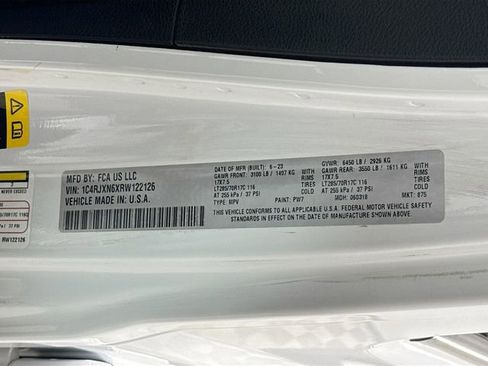 MFD BY: FCA US LLC
VIN: 1C4RJXN6XRW122126
VEHICLE MADE IN: U.S.A.
DATE OF MFR (BUILT) 6-23
GAWR FRONT: 3100 LB / 1407 KG
17X7.5
LT285/70R17C 116
AT 255 kPa / 37 PSI
TYPE: MPV
WITH
RIMS
TIRES
COLD
GVWR: 6450 LB / 2926 KG
GAWR REAR: 3550 LB / 1611 KG
17X7.5
LT285/70R17C 116
AT 255 kPa / 37 PSI
WITH
RIMS
TIRES
COLD
PAINT: PW7
MDH: 060318
MKT: 875
THIS VEHICLE CONFORMS TO ALL APPLICABLE U.S.A. FEDERAL MOTOR VEHICLE SAFETY
STANDARDS IN EFFECT ON THE DATE OF MANUFACTURE SHOWN ABOVE.
3
RW122126